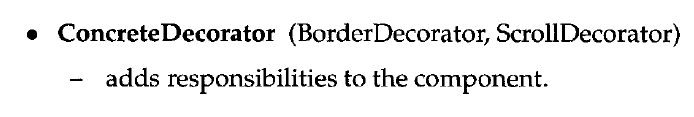 • ConcreteDecorator (BorderDecorator, ScrollDecorator)
– adds responsibilities to the component.